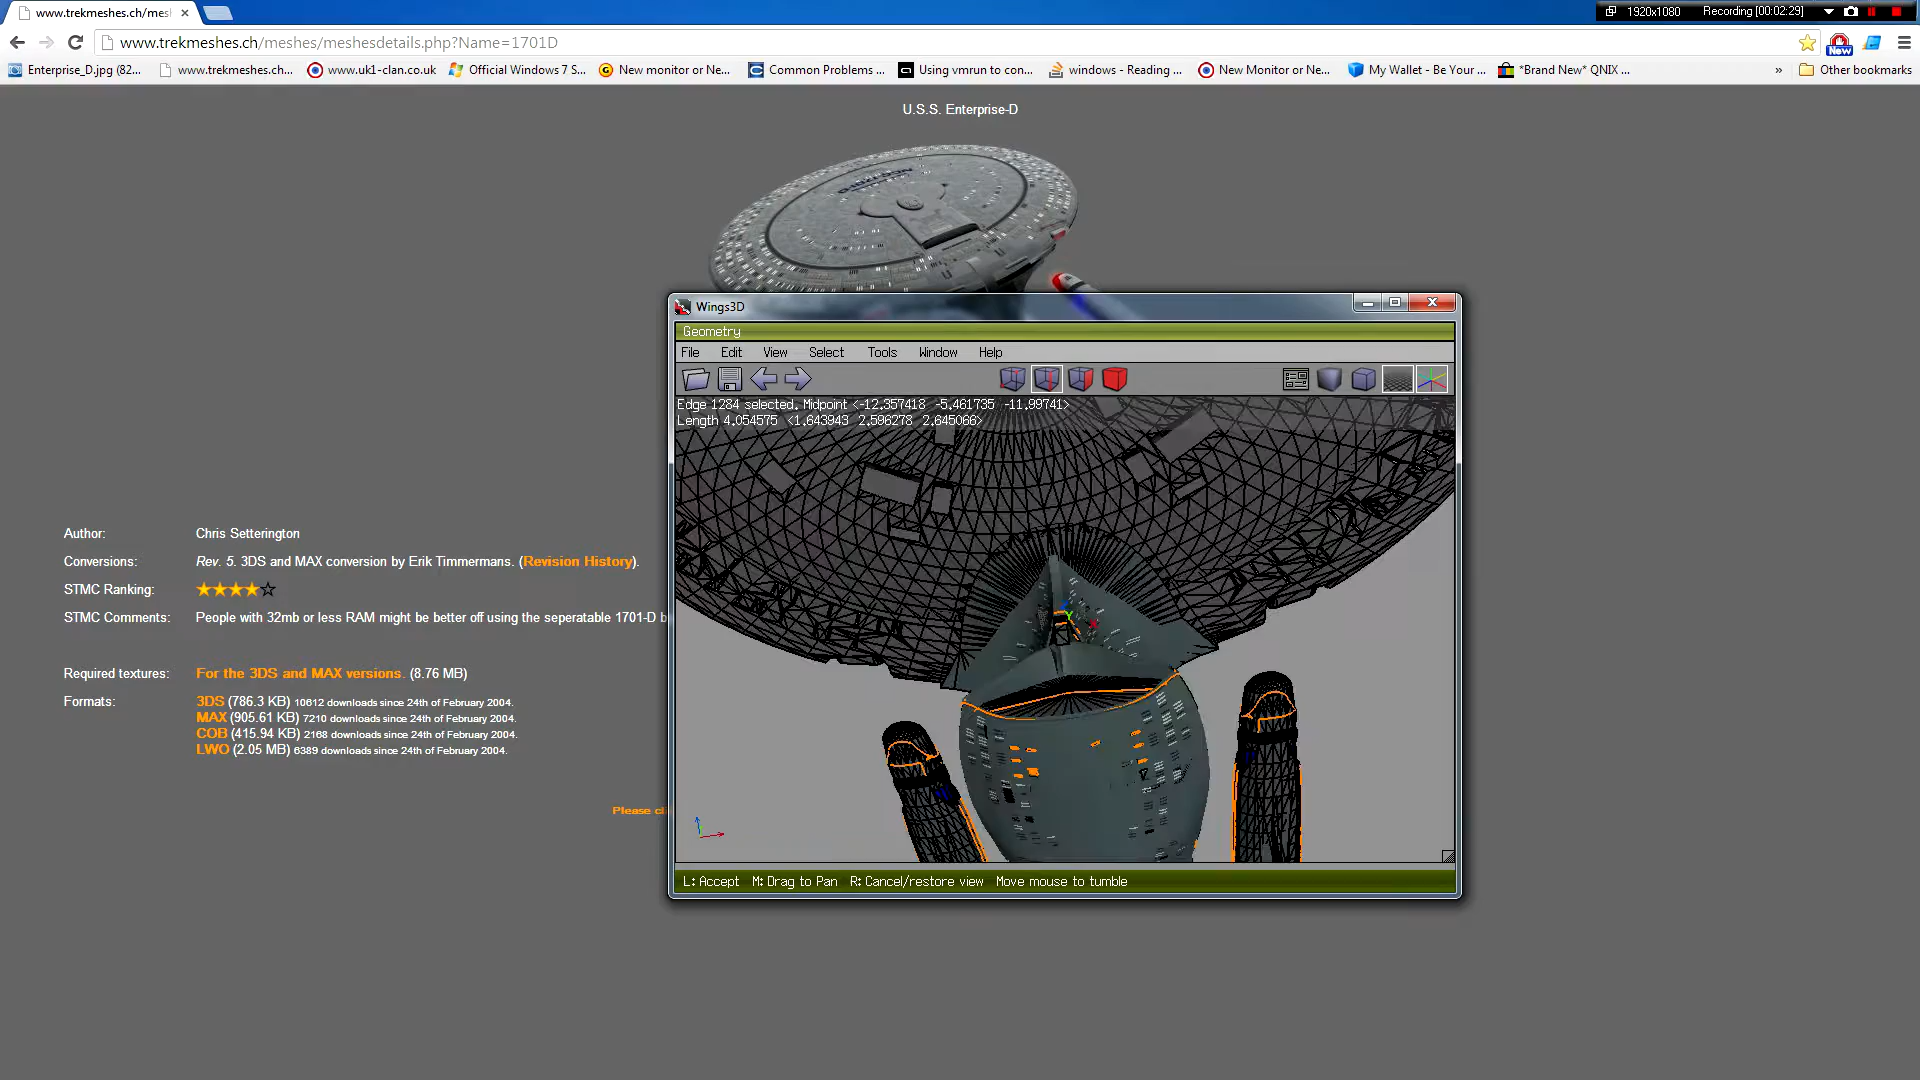 www.trekmeshes.ch/mesh
1920x1080 Recording [00:02:29]
www.trekmeshes.ch/meshes/meshesdetails.php?Name=1701D
New
Enterprise_D.jpg (82... www.trekmeshes.ch... www.uk1-clan.co.uk Official Windows 7 S... New monitor or Ne... Common Problems ... Using vmrun to con... windows - Reading ... New Monitor or Ne... My Wallet - Be Your ... *Brand New* QNIX ... » Other bookmarks
U.S.S. Enterprise-D
Wings3D
Geometry
File Edit View Select Tools Window Help
Edge 1284 selected. Midpoint <-12.357418 -5.461735 -11.99741>
Length 4.054575 <1.643943 2.596278 2.645066>
Author: Chris Setterington
Conversions: Rev. 5. 3DS and MAX conversion by Erik Timmermans. (Revision History).
STMC Ranking:
STMC Comments: People with 32mb or less RAM might be better off using the seperatable 1701-D b
Required textures: For the 3DS and MAX versions. (8.76 MB)
Formats: 3DS (786.3 KB) 10612 downloads since 24th of February 2004.
MAX (905.61 KB) 7210 downloads since 24th of February 2004.
COB (415.94 KB) 2168 downloads since 24th of February 2004.
LWO (2.05 MB) 6389 downloads since 24th of February 2004.
Please cl
L: Accept M: Drag to Pan R: Cancel/restore view Move mouse to tumble